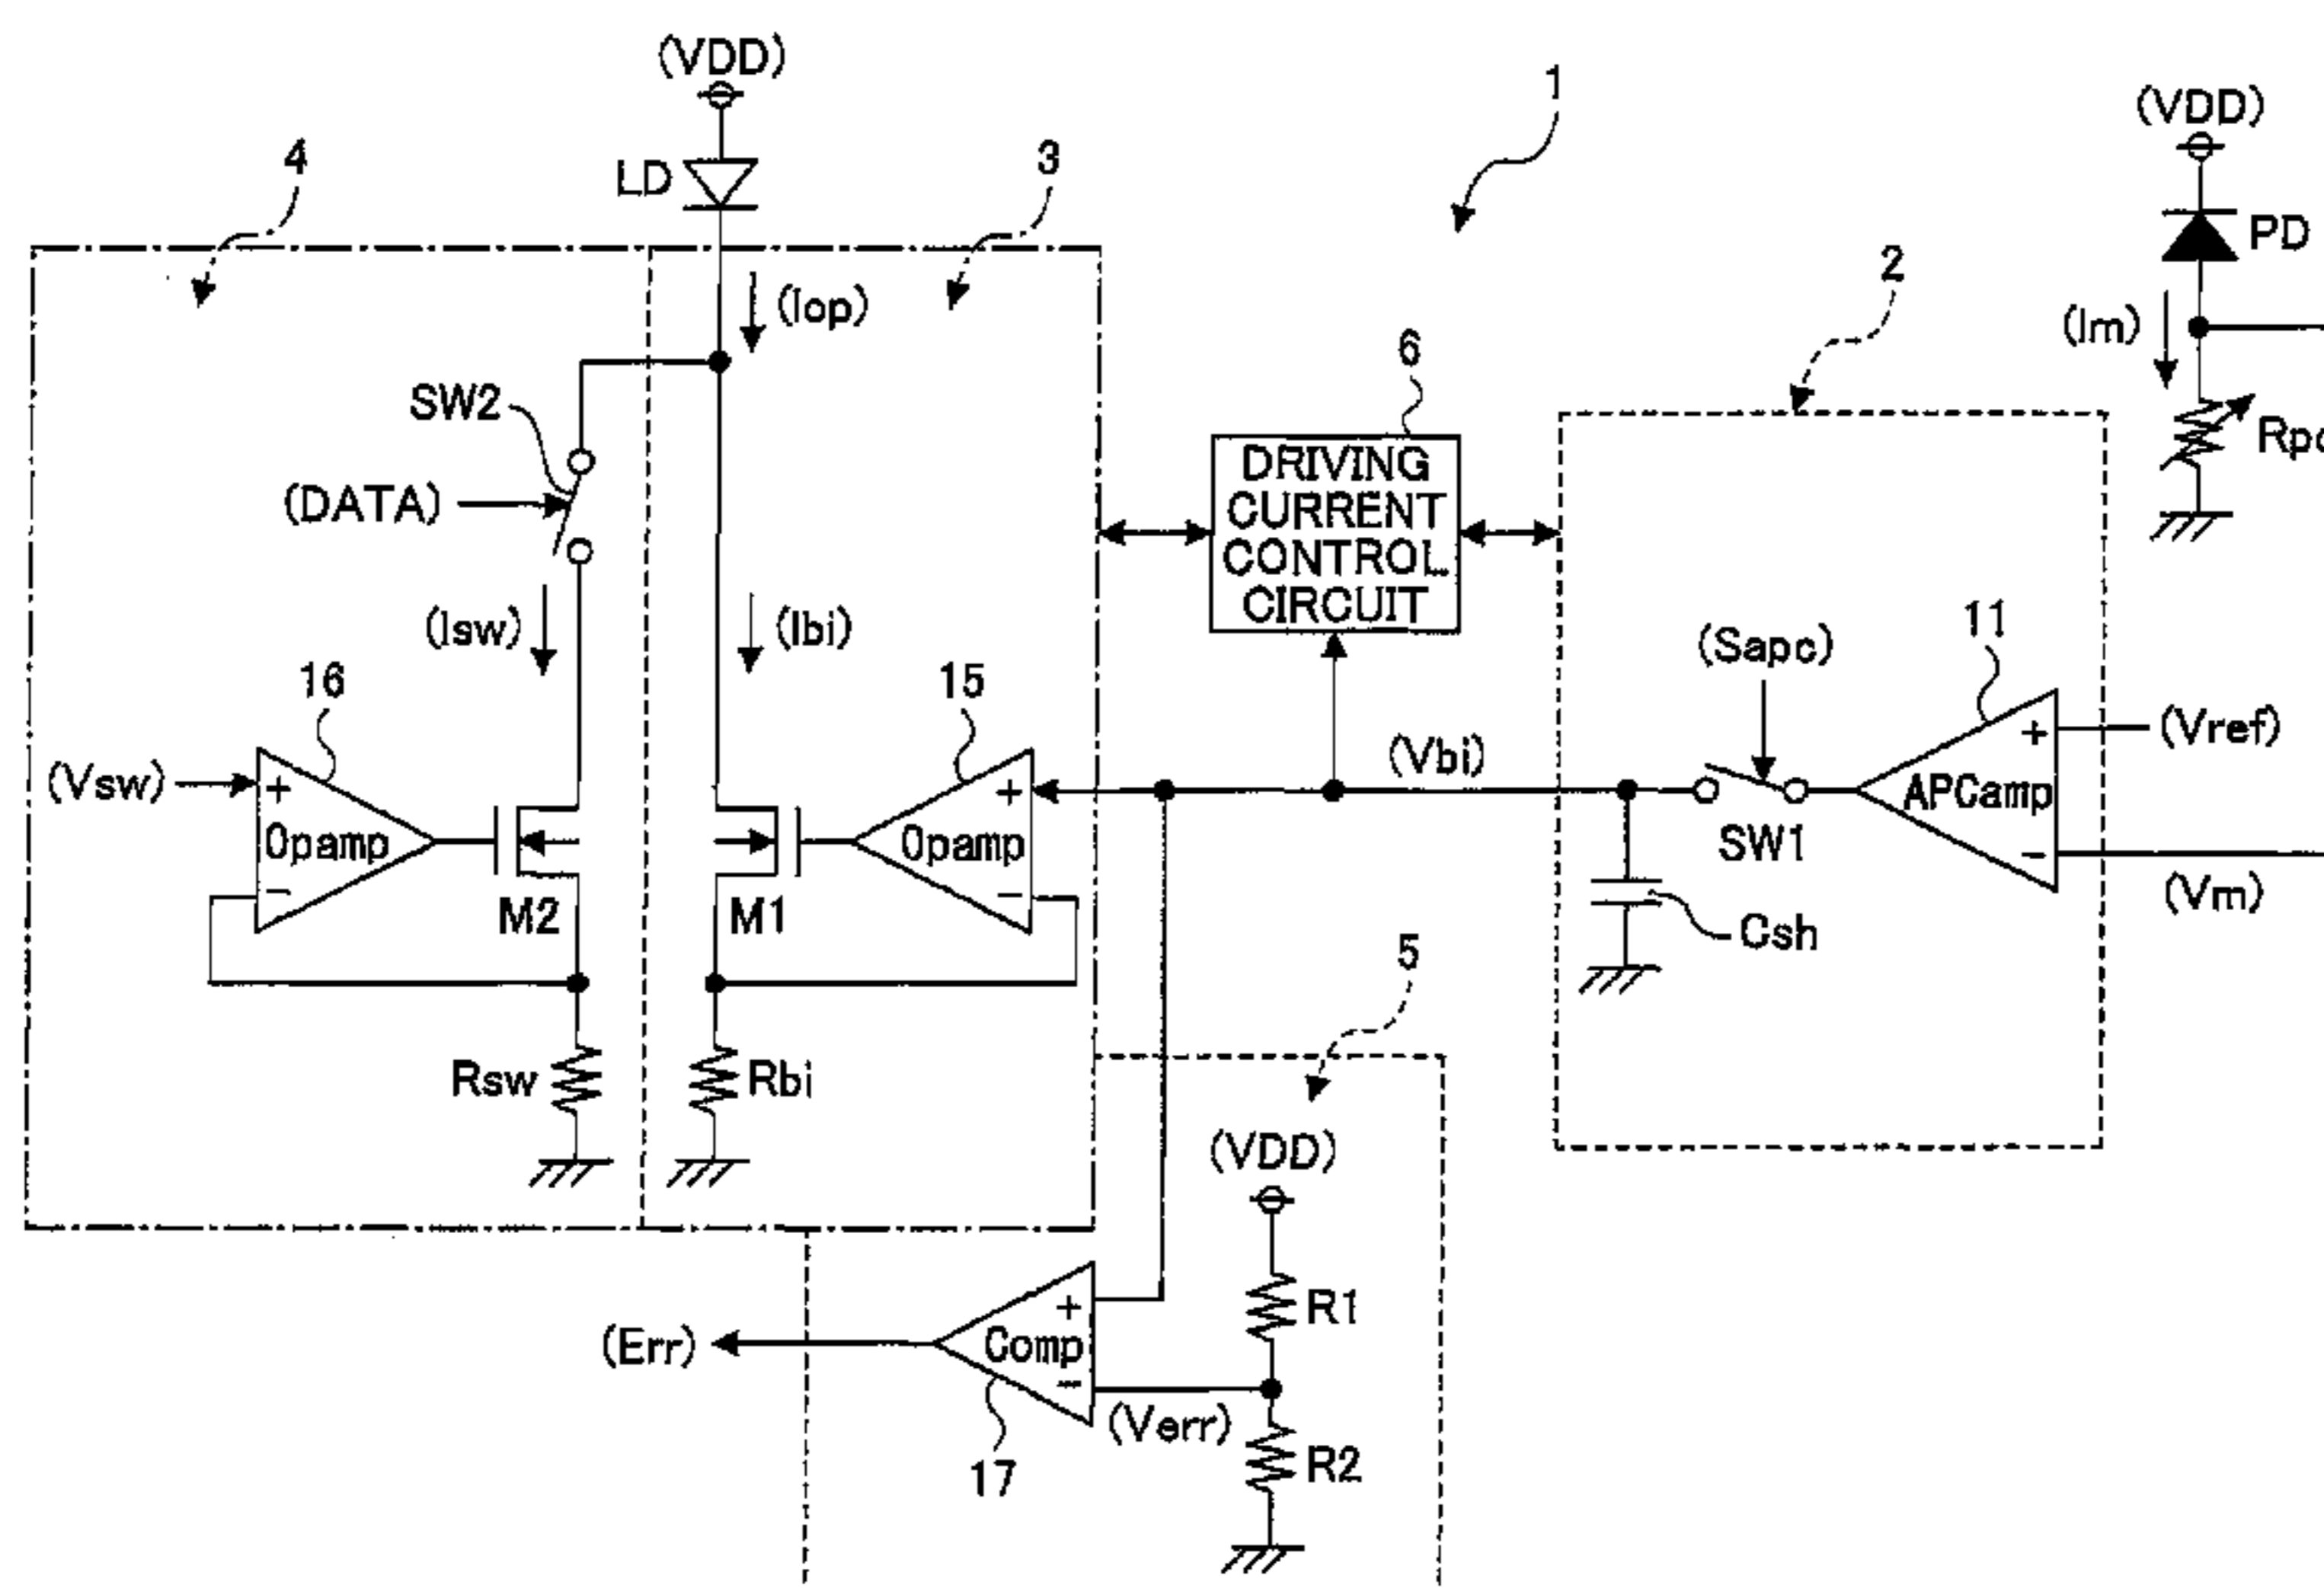 (VDD)
1
(VDD)
4
LD
3
PD
2
(Iop)
(Im)
6
SW2
DRIVING
CURRENT
CONTROL
CIRCUIT
(DATA)
(Isw)
(Ibi)
11
(Sapc)
16
15
(Vsw)
+
Opamp
−
M2
M1
+
Opamp
−
(Vbi)
SW1
+
APCamp
−
(Vref)
(Vm)
Csh
5
Rsw
Rbi
(VDD)
R1
(Err)
+
Comp
−
(Verr)
17
R2